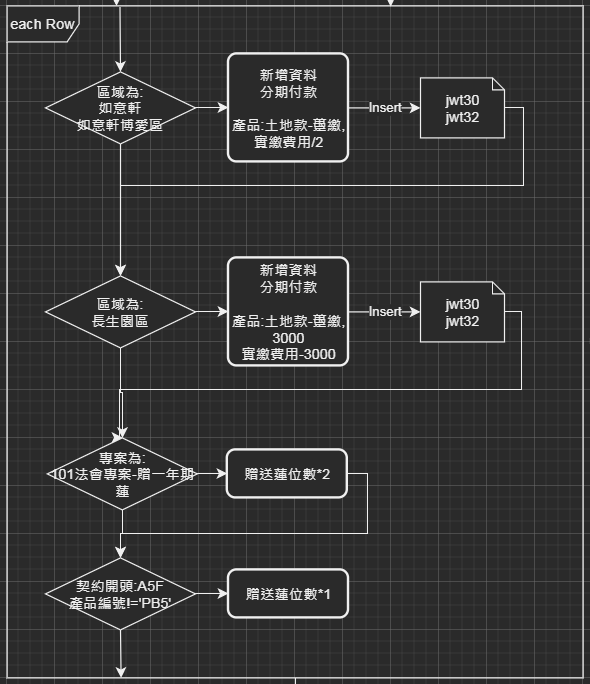 each Row
區域為:
如意軒
如意軒博愛區
新增資料
分期付款
產品:土地款-躉繳,
實繳費用/2
Insert
jwt30
jwt32
區域為:
長生園區
新增資料
分期付款
產品:土地款-躉繳,
3000
實繳費用-3000
Insert
jwt30
jwt32
專案為:
101法會專案-贈一年期
蓮
贈送蓮位數*2
契約開頭:A5F
產品編號!='PB5'
贈送蓮位數*1